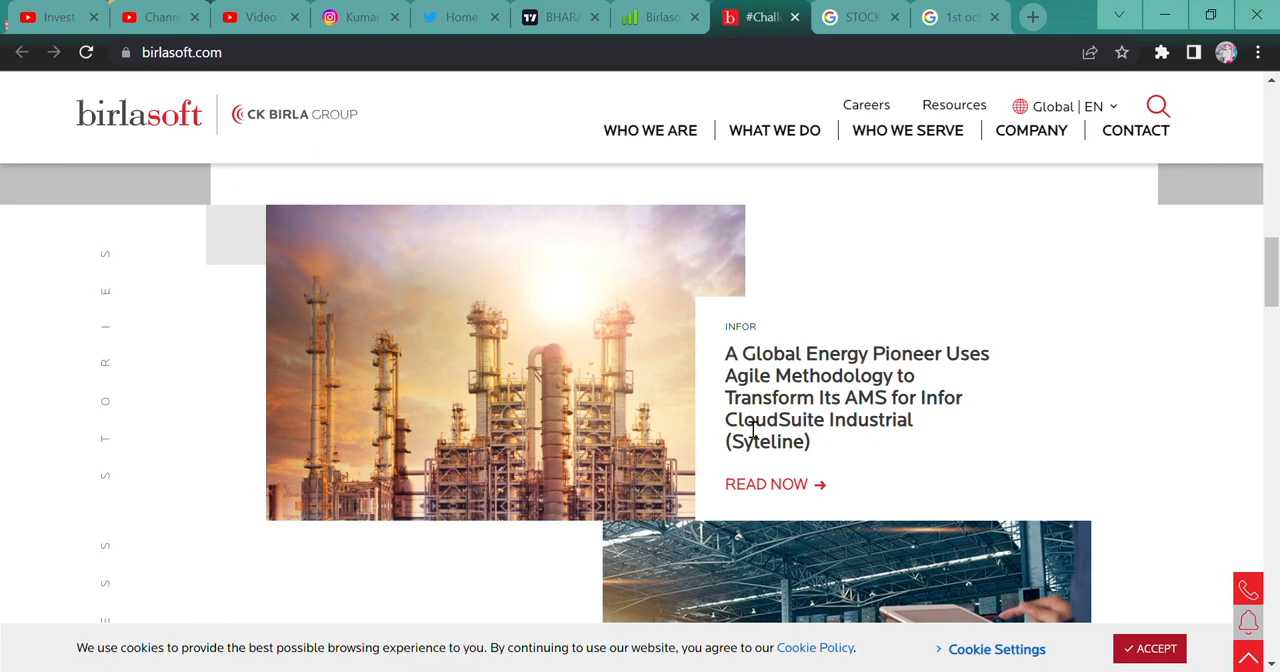 Invest
Chann
Video
Kumar
Home
BHARA
Birlaso
#Chall
STOCK
1st oct
birlasoft.com
birlasoft
CK BIRLA GROUP
Careers
Resources
Global | EN
WHO WE ARE
WHAT WE DO
WHO WE SERVE
COMPANY
CONTACT
S T O R I E S
S S
INFOR
A Global Energy Pioneer Uses
Agile Methodology to
Transform Its AMS for Infor
CloudSuite Industrial
(Syteline)
READ NOW
We use cookies to provide the best possible browsing experience to you. By continuing to use our website, you agree to our Cookie Policy.
Cookie Settings
ACCEPT